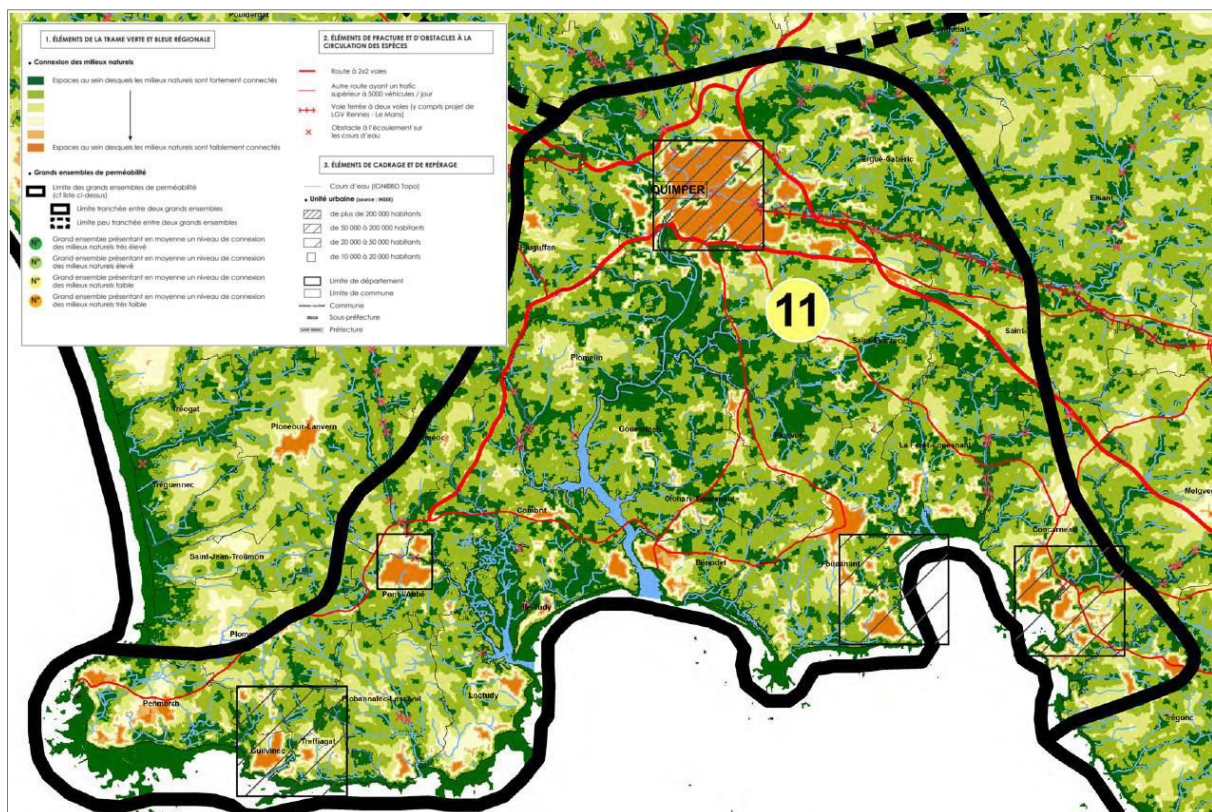 1. ÉLÉMENTS DE LA TRAME VERTE ET BLEUE RÉGIONALE
Connexion des milieux naturels
Espaces au sein desquels les milieux naturels sont fortement connectés
Espaces au sein desquels les milieux naturels sont faiblement connectés
Grands ensembles de perméabilité
Limite des grands ensembles de perméabilité
(cf liste ci-dessus)
Limite tranchée entre deux grands ensembles
Limite peu tranchée entre deux grands ensembles
N° Grand ensemble présentant en moyenne un niveau de connexion
des milieux naturels très élevé
N° Grand ensemble présentant en moyenne un niveau de connexion
des milieux naturels élevé
N° Grand ensemble présentant en moyenne un niveau de connexion
des milieux naturels faible
N° Grand ensemble présentant en moyenne un niveau de connexion
des milieux naturels très faible
2. ÉLÉMENTS DE FRACTURE ET D'OBSTACLES À LA
CIRCULATION DES ESPÈCES
Route à 2x2 voies
Autre route ayant un trafic
supérieur à 5000 véhicules / jour
Voie ferrée à deux voies (y compris projet de
LGV Rennes - Le Mans)
Obstacle à l'écoulement sur
les cours d'eau
3. ÉLÉMENTS DE CADRAGE ET DE REPÉRAGE
Cours d'eau (IGN©BD Topo)
Unité urbaine (source : INSEE)
de plus de 200 000 habitants
de 50 000 à 200 000 habitants
de 20 000 à 50 000 habitants
de 10 000 à 20 000 habitants
Limite de département
Limite de commune
Commune
Sous-préfecture
Préfecture
Ergué-Gabéric
QUIMPER
Elliant
Pluguffan
11
Saint-
Plomelin
Tréogat
Plonéour-Lanvern
Gouesnach
La Forêt-Fouesnant
Tréguennec
Melgven
Combrit
Concarneau
Saint-Jean-Trolimon
Bénodet
Fouesnant
Pont-l'Abbé
Ile-Tudy
Penmarch
Plobannalec-Lesconil
Loctudy
Trégunc
Treffiagat
Guilvinec